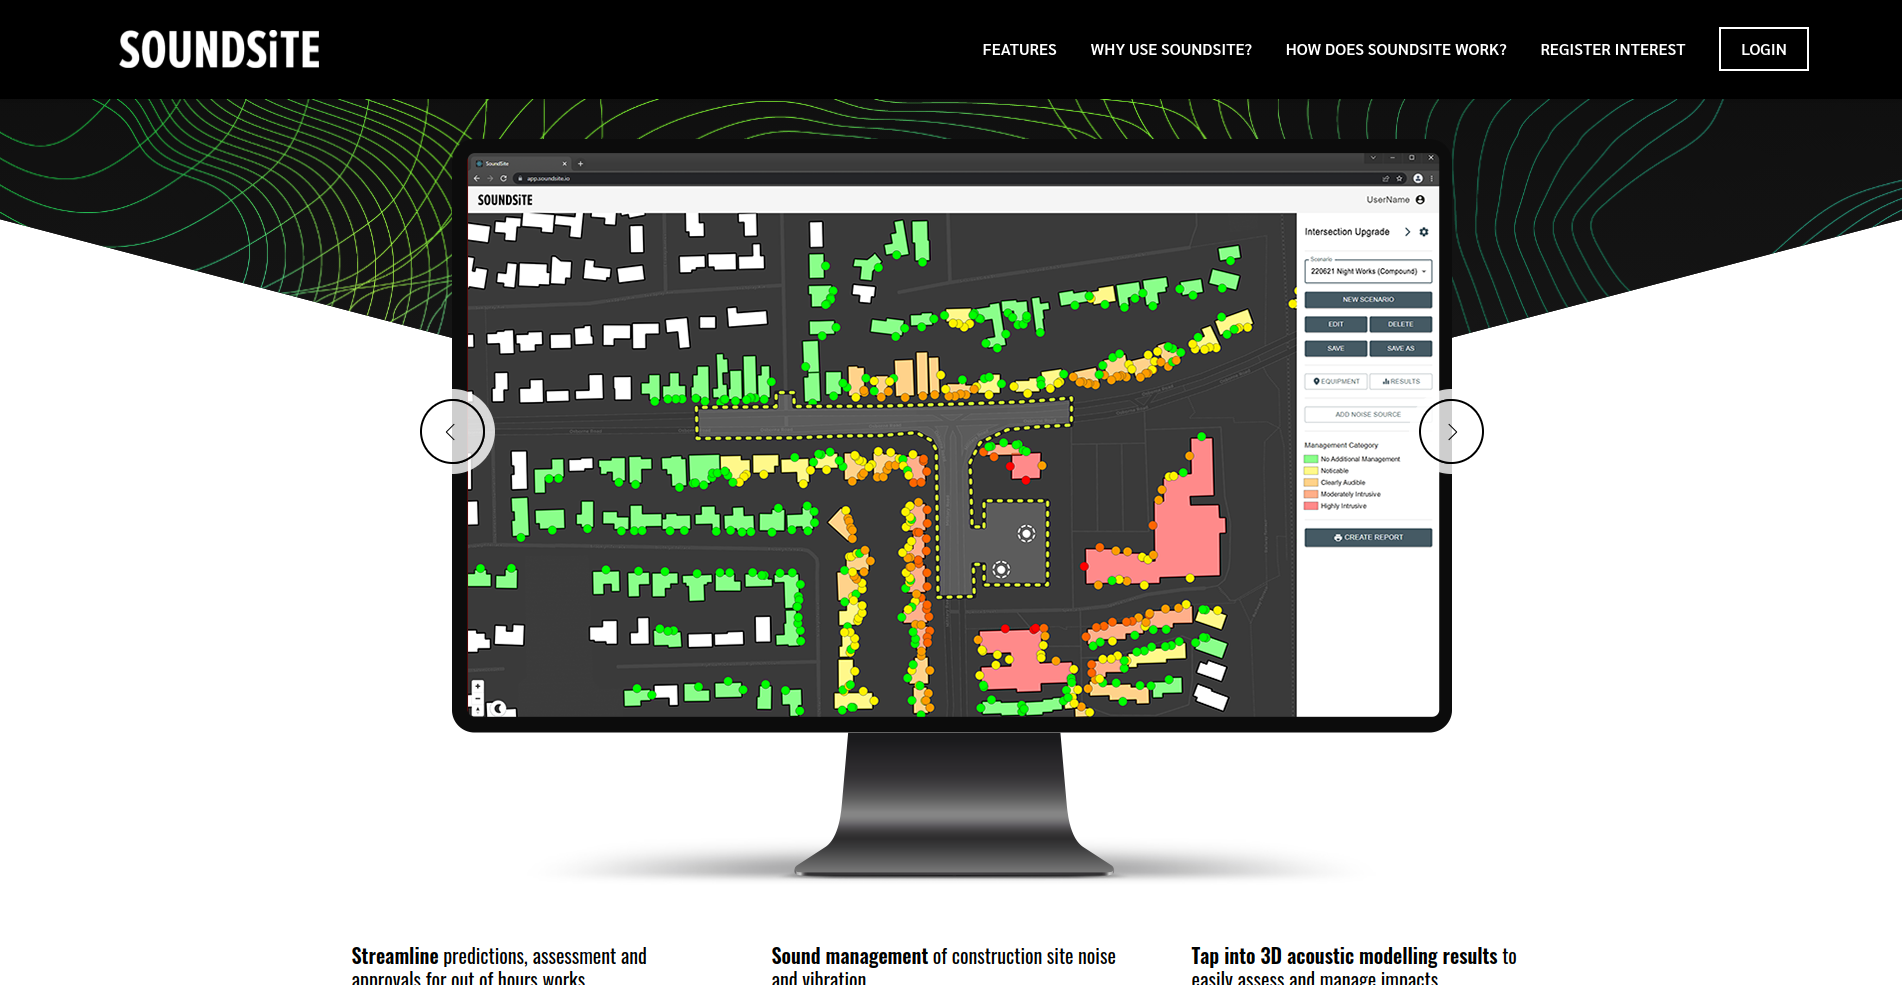 SOUNDSiTE
FEATURES
WHY USE SOUNDSITE?
HOW DOES SOUNDSITE WORK?
REGISTER INTEREST
LOGIN
SoundSite
app.soundsite.io
SOUNDSiTE
UserName
Intersection Upgrade
Scenario
220621 Night Works (Compound)
NEW SCENARIO
EDIT
DELETE
SAVE
SAVE AS
EQUIPMENT
RESULTS
ADD NOISE SOURCE
Management Category
No Additional Management
Noticable
Clearly Audible
Moderately Intrusive
Highly Intrusive
CREATE REPORT
Streamline predictions, assessment and
approvals for out of hours works
Sound management of construction site noise
and vibration
Tap into 3D acoustic modelling results to
easily assess and manage impacts